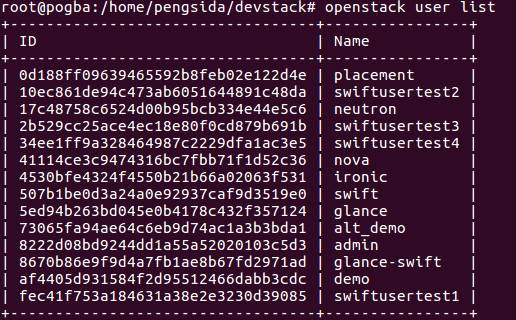 root@pogba:/home/pengsida/devstack# openstack user list
+----------------------------------+---------------+
| ID                               | Name          |
+----------------------------------+---------------+
| 0d188ff09639465592b8feb02e122d4e | placement     |
| 10ec861de94c473ab6051644891c48da | swiftusertest2 |
| 17c48758c6524d00b95bcb334e44e5c6 | neutron       |
| 2b529cc25ace4ec18e80f0cd879b691b | swiftusertest3 |
| 34ee1ff9a328464987c2229dfa1ac3e5 | swiftusertest4 |
| 41114ce3c9474316bc7fbb71f1d52c36 | nova          |
| 4530bfe4324f4550b21b66a02063f531 | ironic        |
| 507b1be0d3a24a0e92937caf9d3519e0 | swift         |
| 5ed94b263bd045e0b4178c432f357124 | glance        |
| 73065fa94ae64c6eb9d74ac1a3b3bda1 | alt_demo      |
| 8222d08bd9244dd1a55a52020103c5d3 | admin         |
| 8670b86e9f9d4a7fb1ae8b67fd2971ad | glance-swift  |
| af4405d931584f2d95512466dabb3cdc | demo          |
| fec41f753a184631a38e2e3230d39085 | swiftusertest1 |
+----------------------------------+---------------+